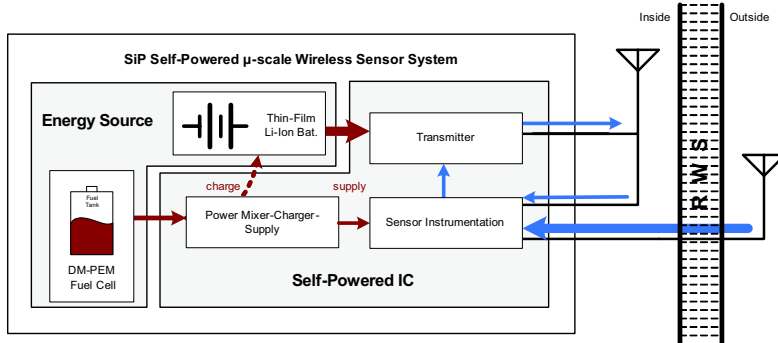 Inside
Outside
SiP Self-Powered µ-scale Wireless Sensor System
Energy Source
Thin-Film
Li-Ion Bat.
Transmitter
charge
supply
Fuel
Tank
Power Mixer-Charger-
Supply
Sensor Instrumentation
DM-PEM
Fuel Cell
Self-Powered IC
R W S